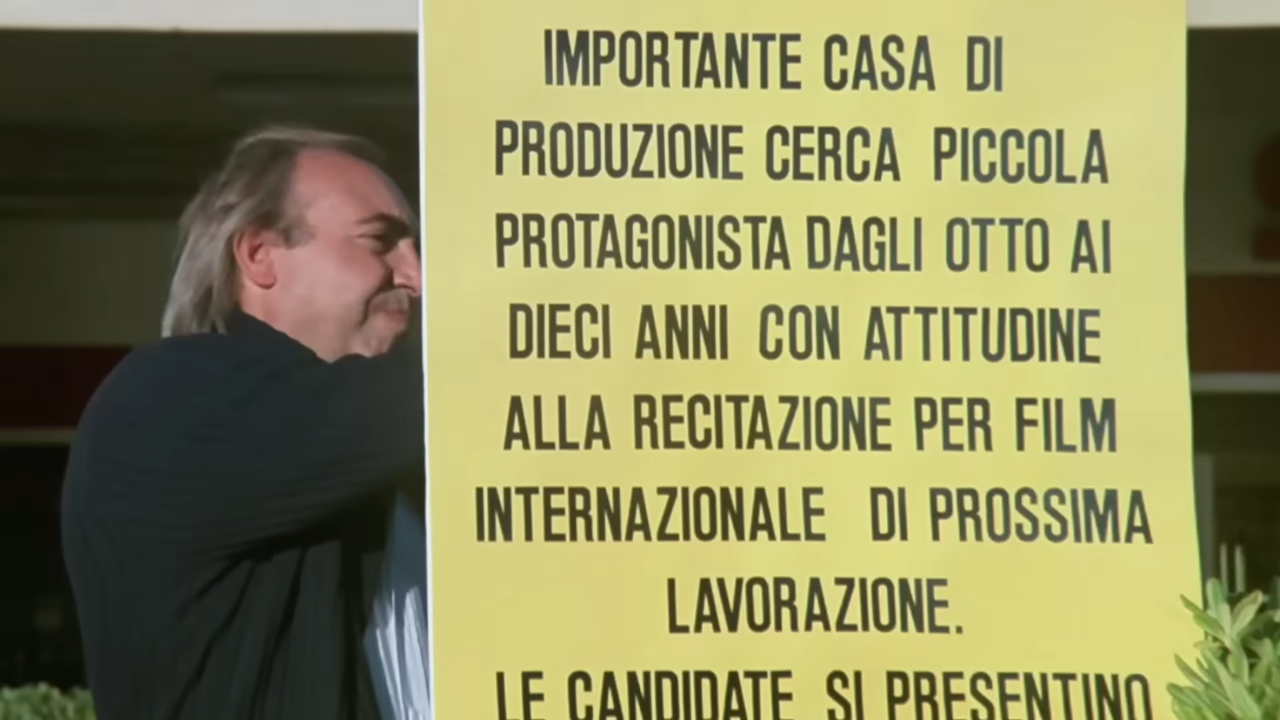 IMPORTANTE CASA DI
PRODUZIONE CERCA PICCOLA
PROTAGONISTA DAGLI OTTO AI
DIECI ANNI CON ATTITUDINE
ALLA RECITAZIONE PER FILM
INTERNAZIONALE DI PROSSIMA
LAVORAZIONE.
LE CANDIDATE SI PRESENTINO